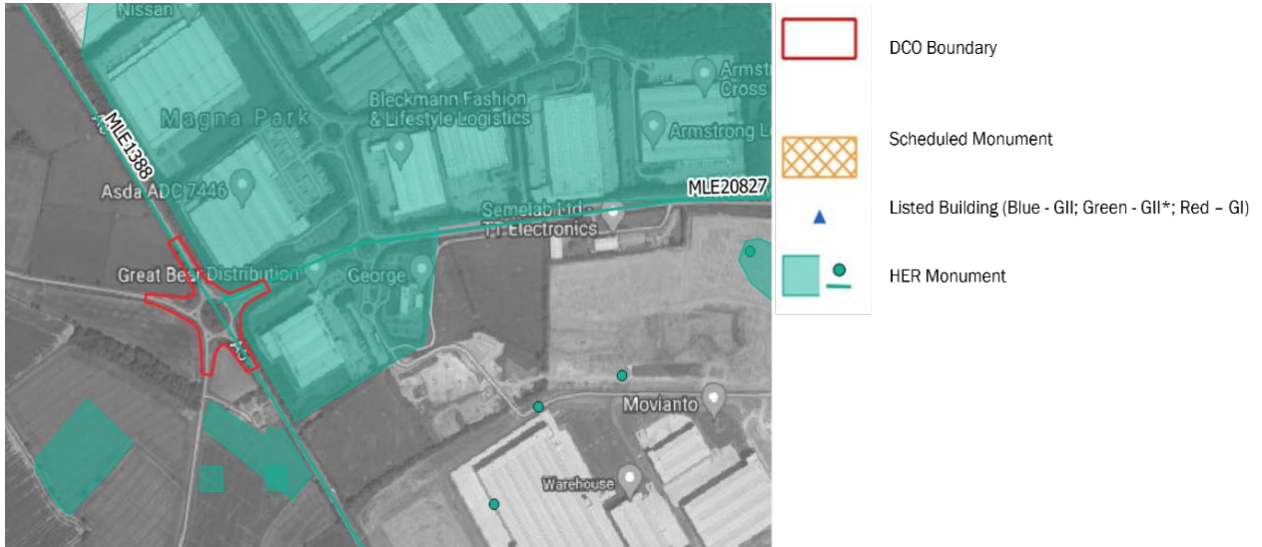 Nissan
Armst
Cross
Bleckmann Fashion
& Lifestyle Logistics
Magna Park
Armstrong L
MLE1388
Asda ADC 7446
MLE20827
Semelab Ltd -
TT Electronics
Great Bear Distribution
George
A5
Movianto
Warehouse
DCO Boundary
Scheduled Monument
Listed Building (Blue - GII; Green - GII*; Red – GI)
HER Monument